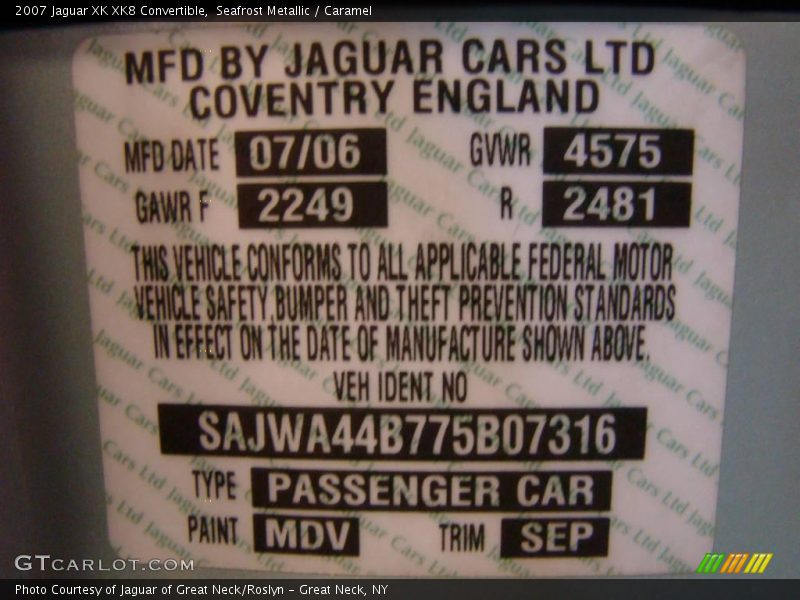 2007 Jaguar XK XK8 Convertible, Seafrost Metallic / Caramel
MFD BY JAGUAR CARS LTD
COVENTRY ENGLAND
MFD DATE 07/06 GVWR 4575
GAWR F 2249 R 2481
THIS VEHICLE CONFORMS TO ALL APPLICABLE FEDERAL MOTOR
VEHICLE SAFETY, BUMPER AND THEFT PREVENTION STANDARDS
IN EFFECT ON THE DATE OF MANUFACTURE SHOWN ABOVE.
VEH IDENT NO
SAJWA44B775B07316
TYPE PASSENGER CAR
PAINT MDV TRIM SEP
GTCARLOT.COM
Photo Courtesy of Jaguar of Great Neck/Roslyn - Great Neck, NY